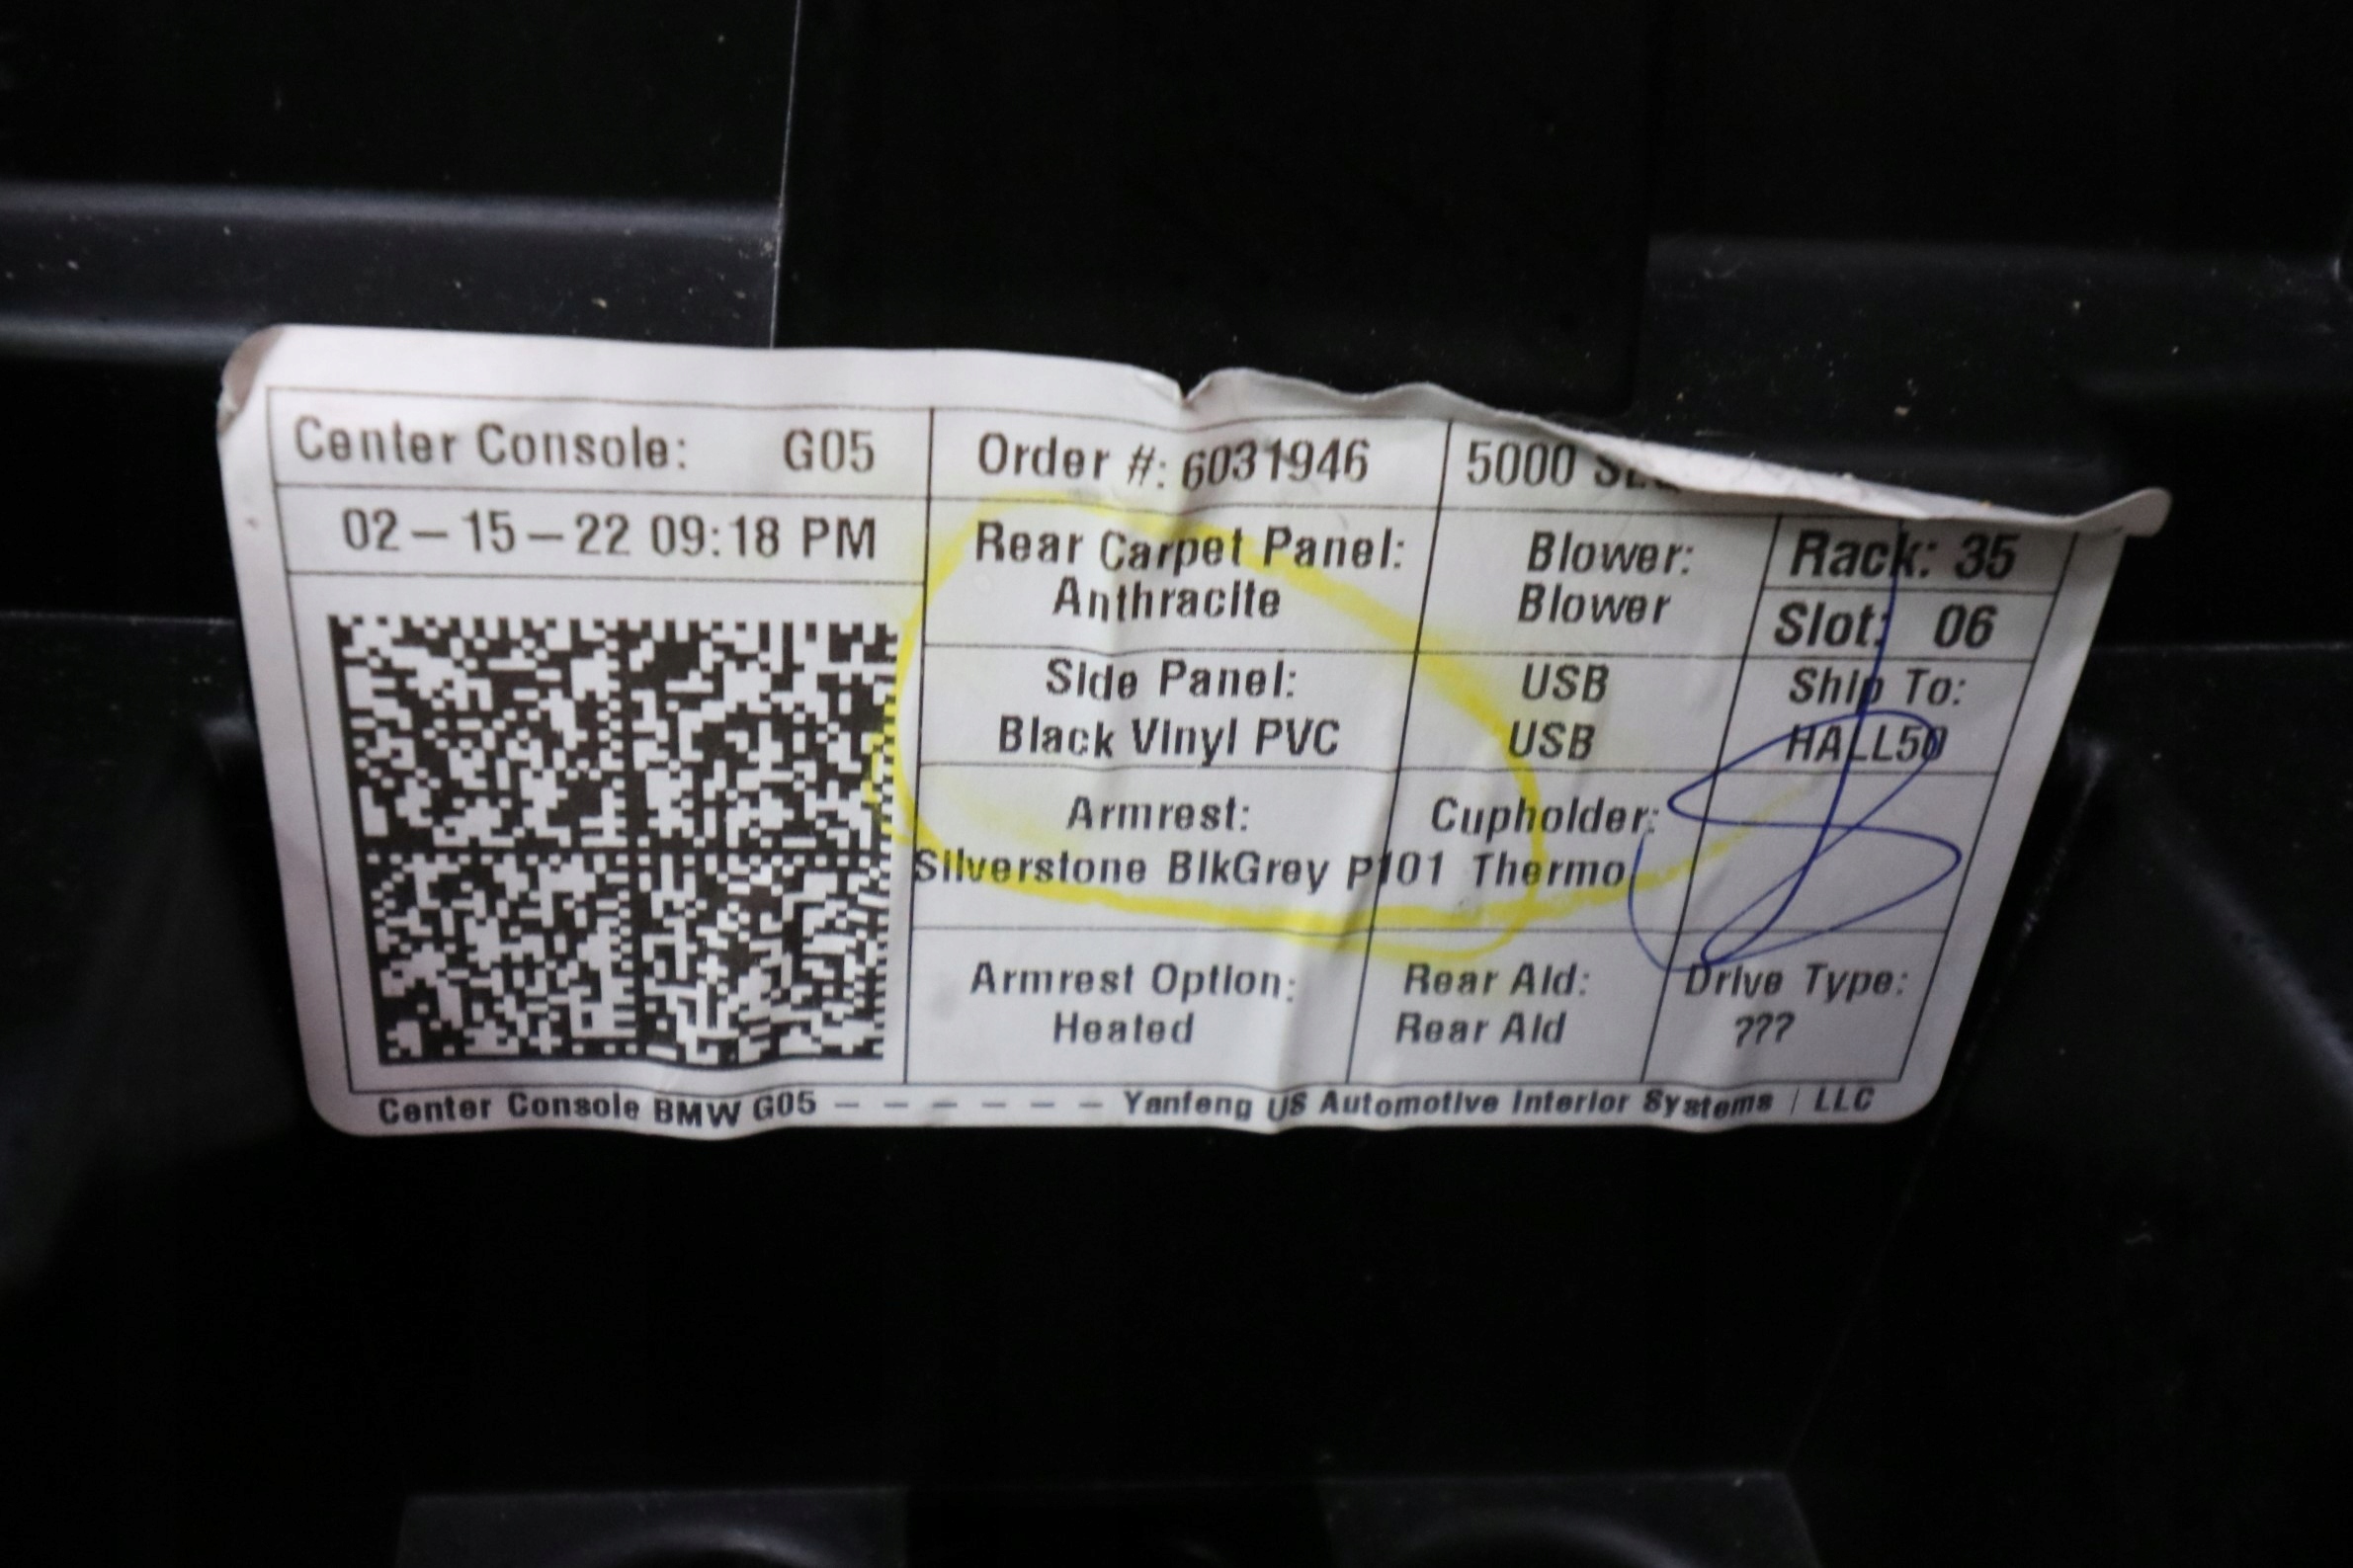 Center Console: G05
Order #: 6031946
5000
02-15-22 09:18 PM
Rear Carpet Panel:
Anthracite
Blower:
Blower
Rack: 35
Slot: 06
Side Panel:
Black Vinyl PVC
USB
USB
Ship To:
HALL50
Armrest:
Silverstone BlkGrey P101
Cupholder:
Thermo
Armrest Option:
Heated
Rear Ald:
Rear Ald
Drive Type:
???
Center Console BMW G05 - - - - - - Yanfeng US Automotive Interior Systems / LLC